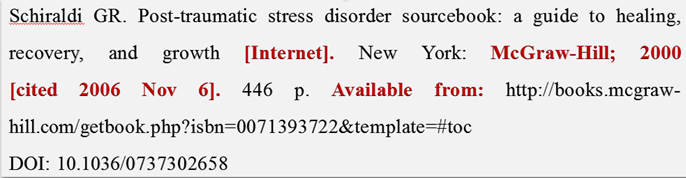 Schiraldi GR. Post-traumatic stress disorder sourcebook: a guide to healing,
recovery, and growth [Internet]. New York: McGraw-Hill; 2000
[cited 2006 Nov 6]. 446 p. Available from: http://books.mcgraw-
hill.com/getbook.php?isbn=0071393722&template=#toc
DOI: 10.1036/0737302658